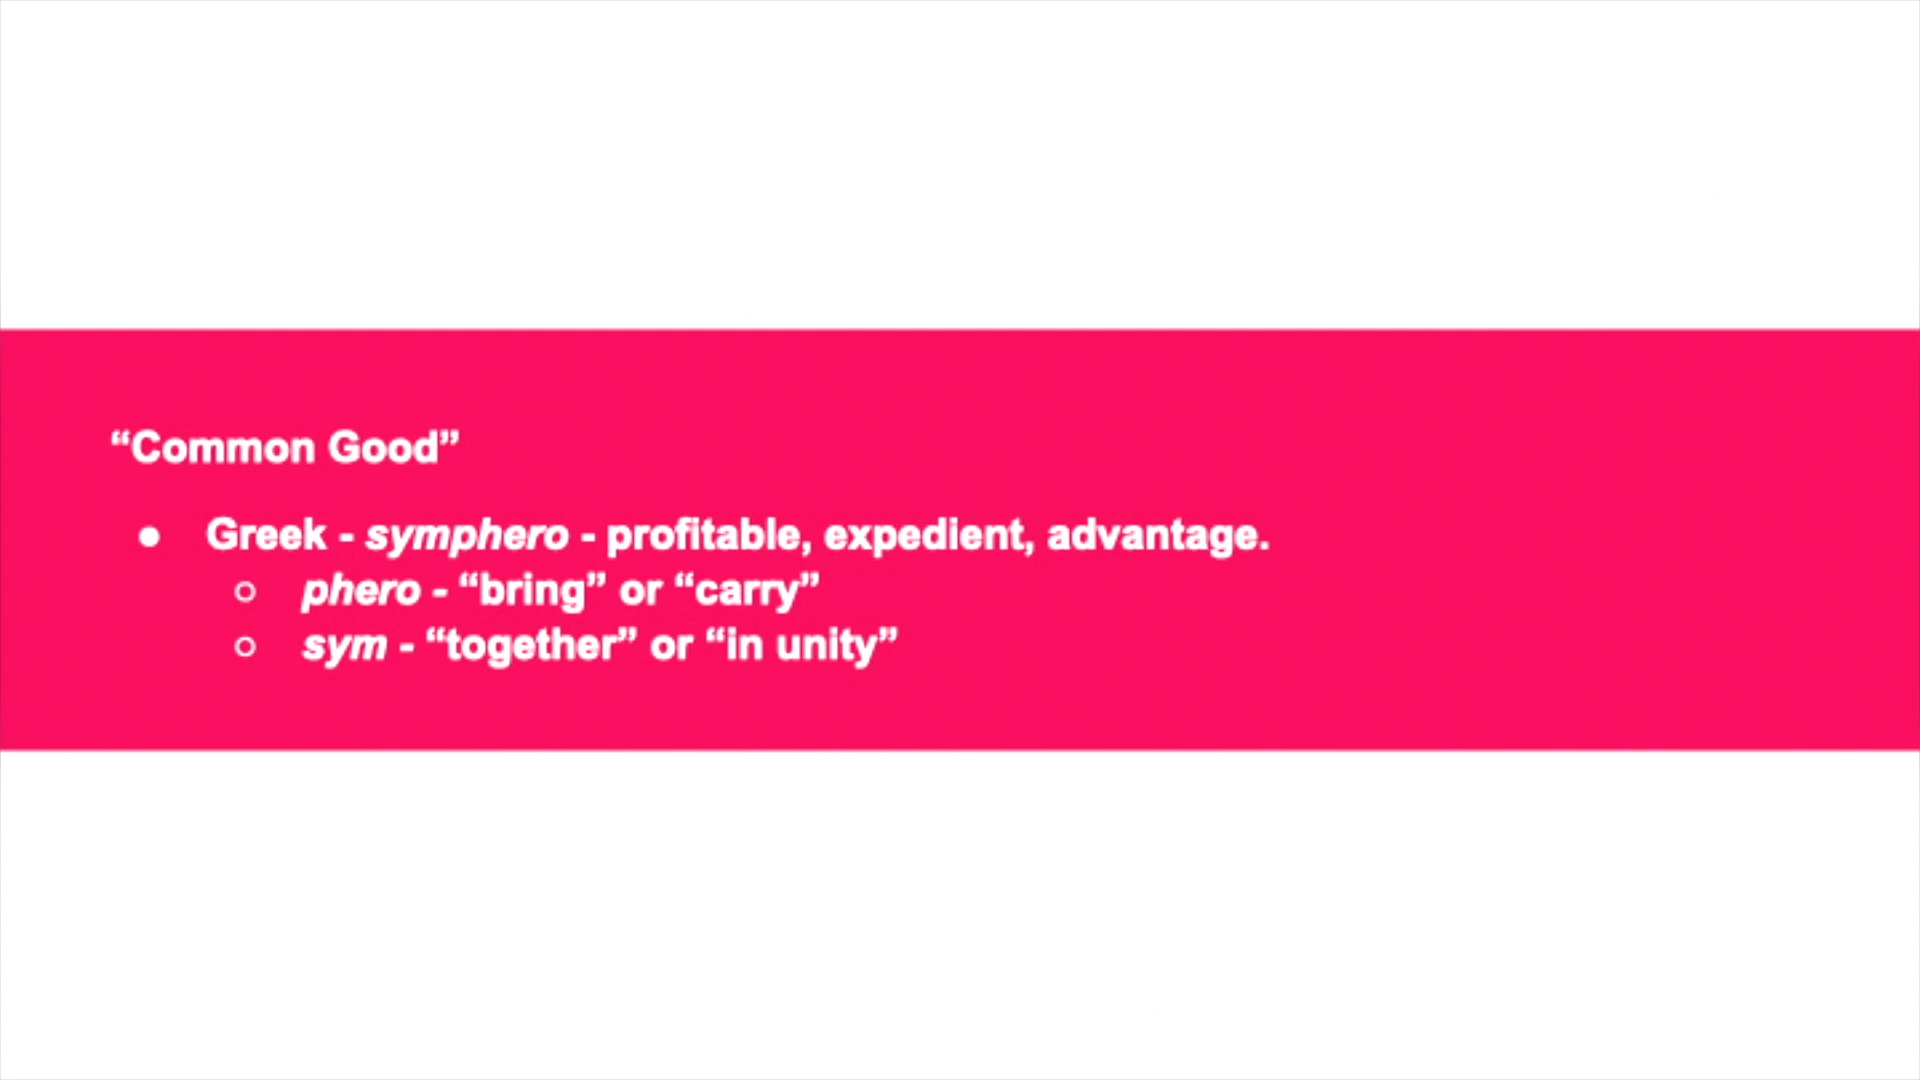 “Common Good”
● Greek - symphero - profitable, expedient, advantage.
○ phero - “bring” or “carry”
○ sym - “together” or “in unity”